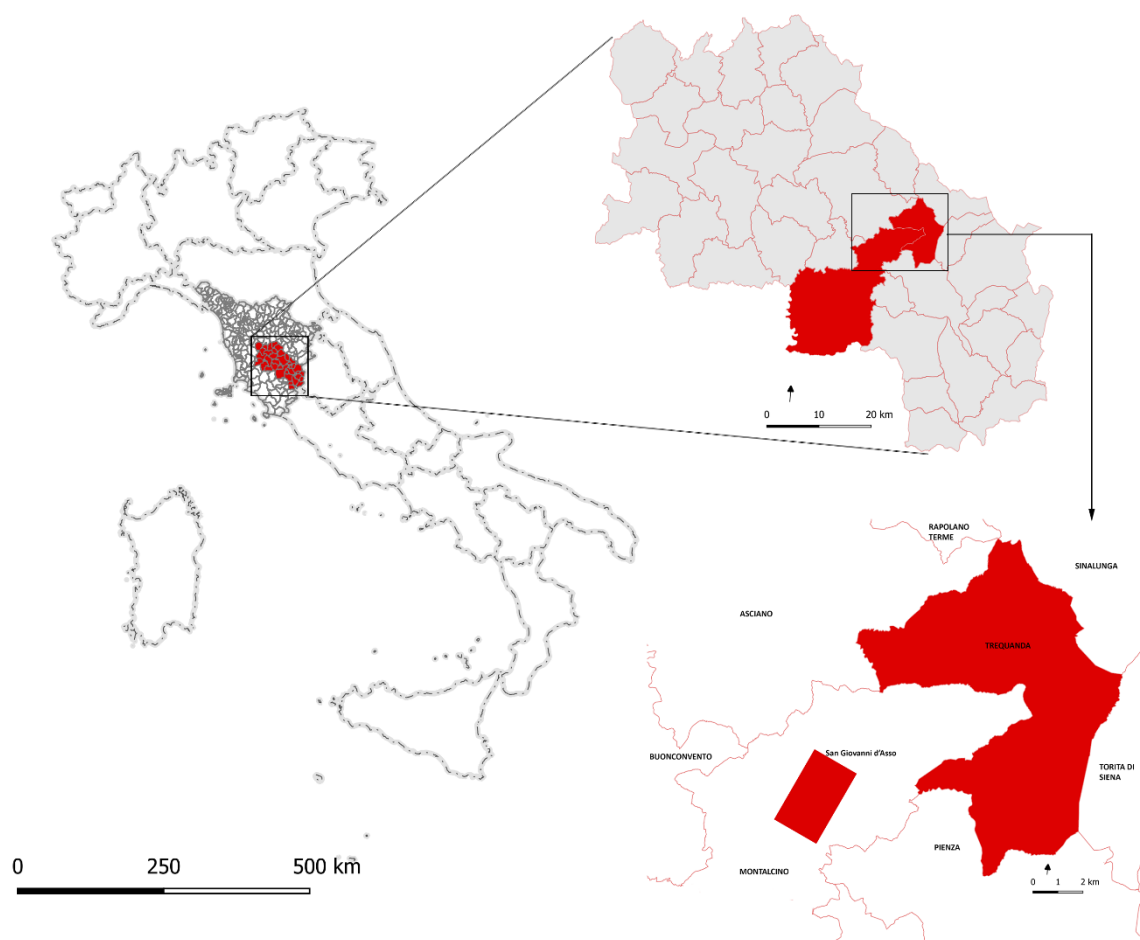 0 10 20 km
RAPOLANO
TERME
SINALUNGA
ASCIANO
TREQUANDA
San Giovanni d'Asso
BUONCONVENTO
TORITA DI
SIENA
PIENZA
MONTALCINO
0 1 2 km
0 250 500 km